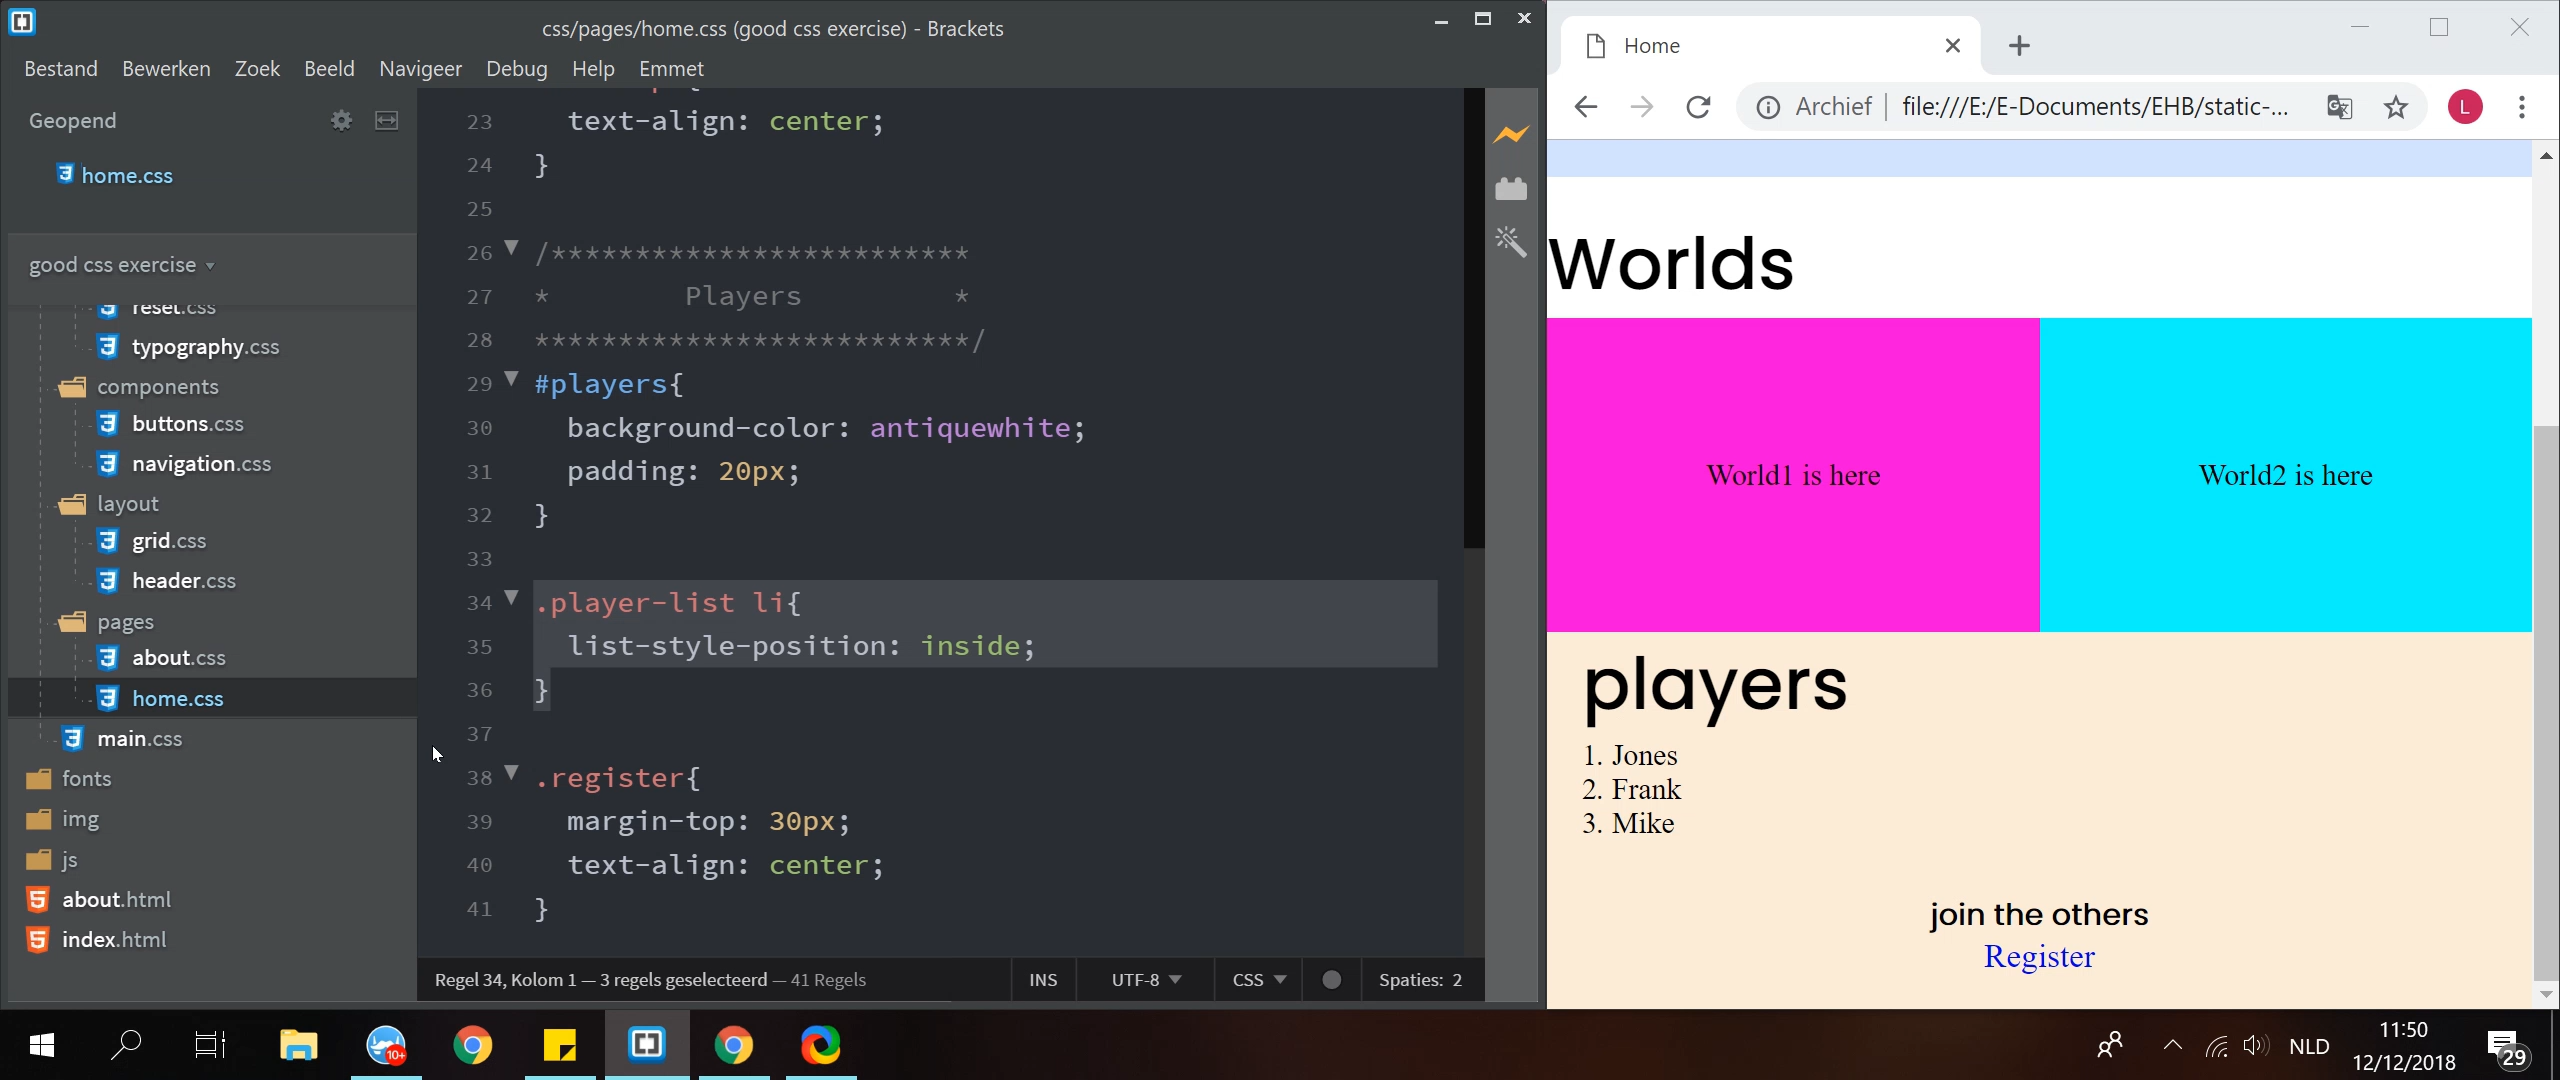 css/pages/home.css (good css exercise) - Brackets
Bestand Bewerken Zoek Beeld Navigeer Debug Help Emmet
Geopend
home.css
good css exercise
reset.css
typography.css
components
buttons.css
navigation.css
layout
grid.css
header.css
pages
about.css
home.css
main.css
fonts
img
js
about.html
index.html
23 text-align: center;
24 }
25
26 /*************************
27 * Players *
28 **************************/
29 #players{
30 background-color: antiquewhite;
31 padding: 20px;
32 }
33
34 .player-list li{
35 list-style-position: inside;
36 }
37
38 .register{
39 margin-top: 30px;
40 text-align: center;
41 }
Regel 34, Kolom 1 — 3 regels geselecteerd — 41 Regels INS UTF-8 CSS Spaties: 2
Home
Archief file:///E:/E-Documents/EHB/static-... L
Worlds
World1 is here World2 is here
players
1. Jones
2. Frank
3. Mike
join the others
Register
10+
NLD
11:50
12/12/2018
29